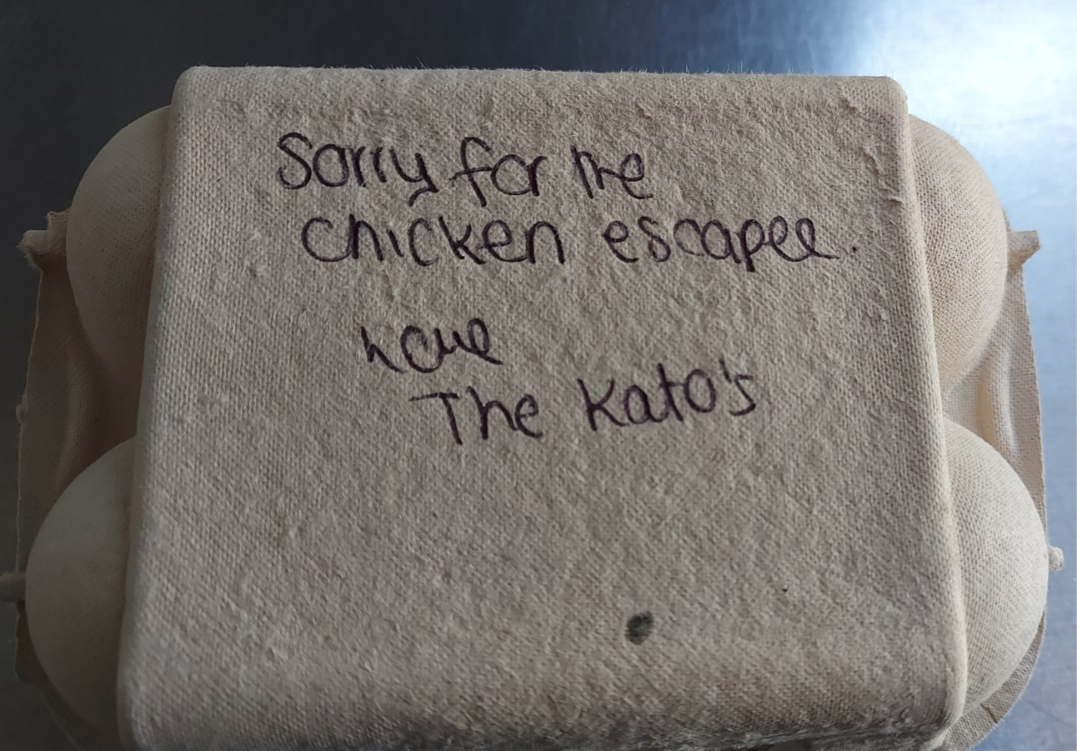 Sorry for the
chicken escapee.
Love
The Kato's